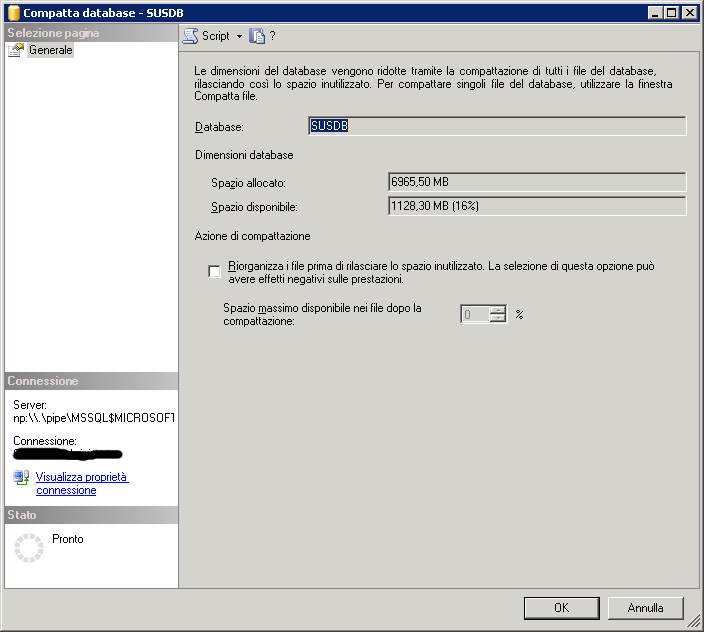 Compatta database - SUSDB
Selezione pagina
Generale
Script ?
Le dimensioni del database vengono ridotte tramite la compattazione di tutti i file del database,
rilasciando così lo spazio inutilizzato. Per compattare singoli file del database, utilizzare la finestra
Compatta file.
Database: SUSDB
Dimensioni database
Spazio allocato: 6965,50 MB
Spazio disponibile: 1128,30 MB (16%)
Azione di compattazione
Riorganizza i file prima di rilasciare lo spazio inutilizzato. La selezione di questa opzione può
avere effetti negativi sulle prestazioni.
Spazio massimo disponibile nei file dopo la
compattazione: 0 %
Connessione
Server:
np:\\.\pipe\MSSQL$MICROSOFT
Connessione:
Visualizza proprietà
connessione
Stato
Pronto
OK Annulla